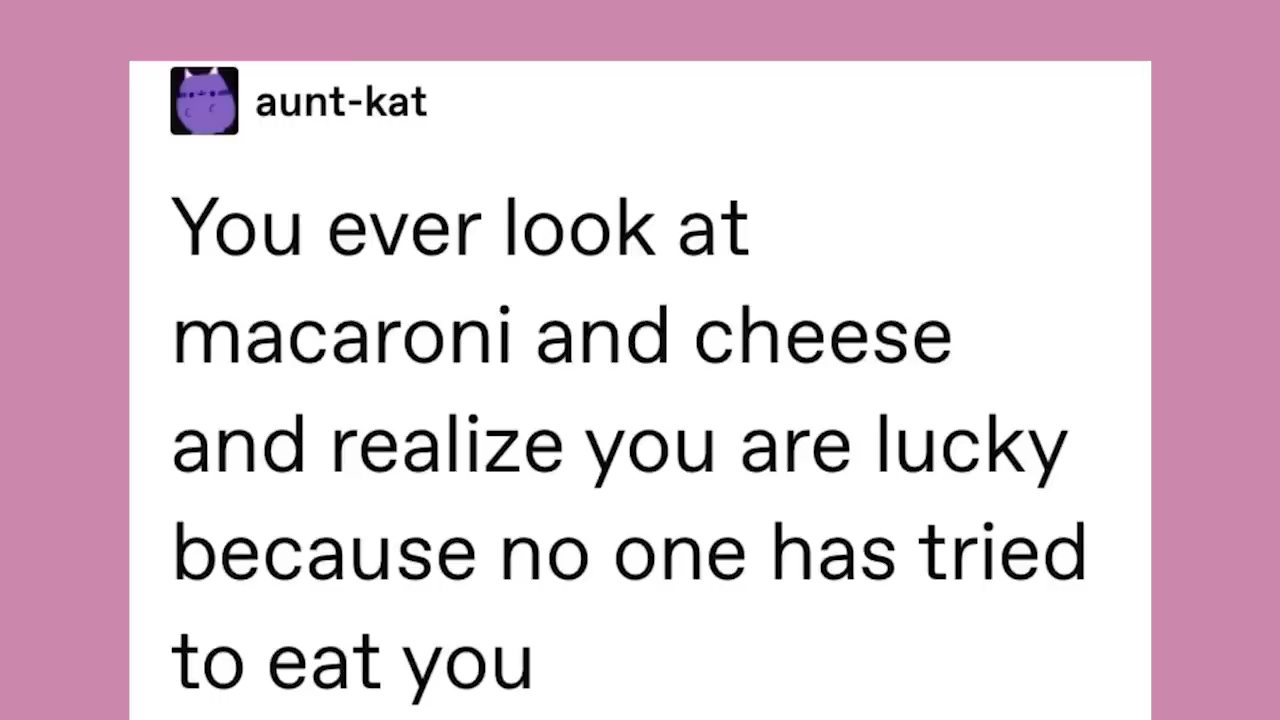 aunt-kat
You ever look at
macaroni and cheese
and realize you are lucky
because no one has tried
to eat you